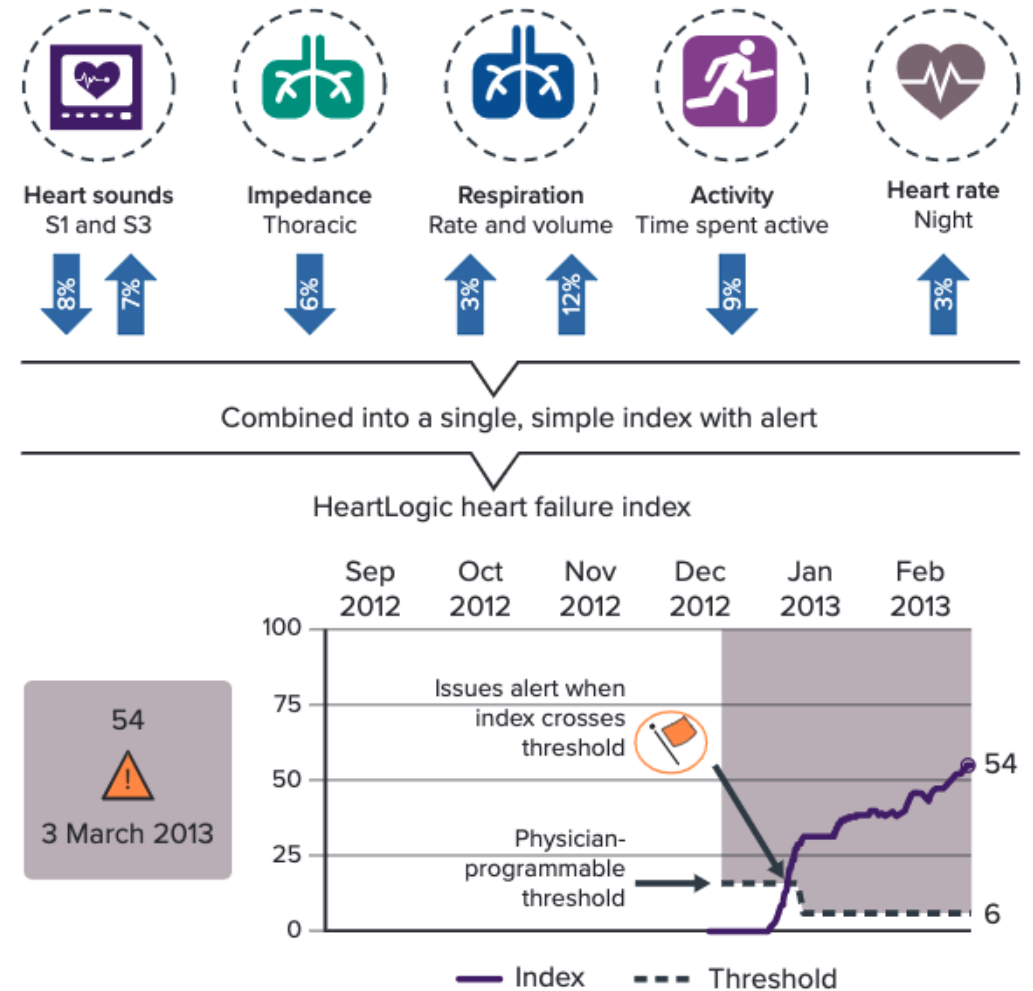 Heart sounds
S1 and S3
Impedance
Thoracic
Respiration
Rate and volume
Activity
Time spent active
Heart rate
Night
8%
7%
6%
3%
12%
9%
3%
Combined into a single, simple index with alert
HeartLogic heart failure index
Sep
2012
Oct
2012
Nov
2012
Dec
2012
Jan
2013
Feb
2013
100
75
50
25
0
Issues alert when
index crosses
threshold
Physician-
programmable
threshold
54
6
54
!
3 March 2013
Index
Threshold